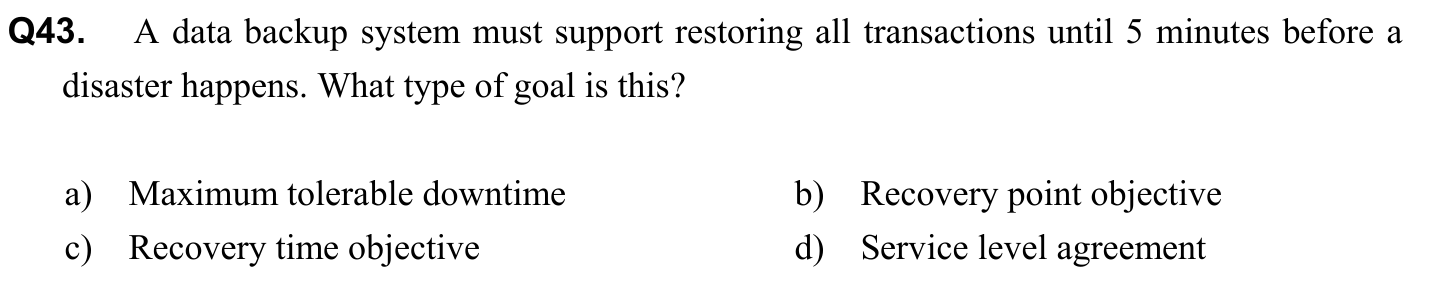 Q43. A data backup system must support restoring all transactions until 5 minutes before a
disaster happens. What type of goal is this?
a) Maximum tolerable downtime b) Recovery point objective
c) Recovery time objective d) Service level agreement